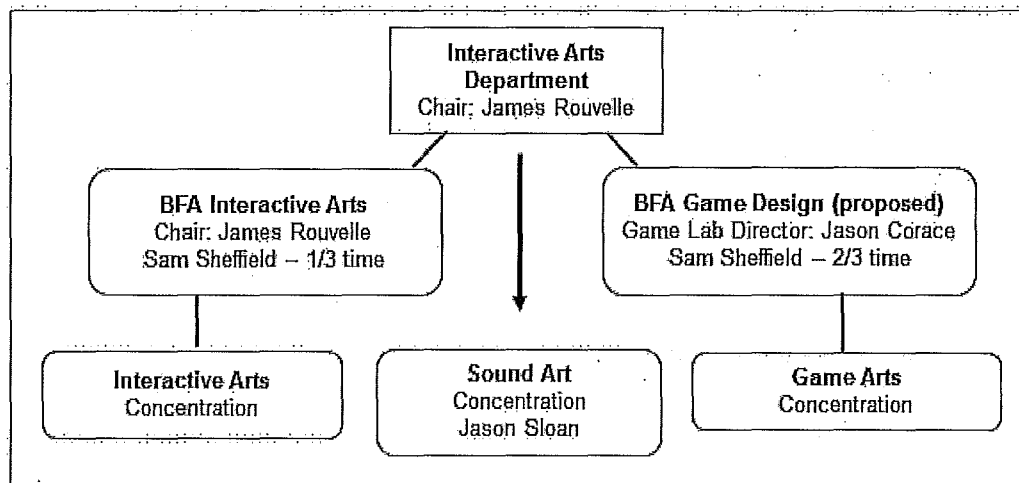 Interactive Arts
Department
Chair: James Rouvelle
BFA Interactive Arts
Chair: James Rouvelle
Sam Sheffield – 1/3 time
BFA Game Design (proposed)
Game Lab Director: Jason Corace
Sam Sheffield – 2/3 time
Interactive Arts
Concentration
Sound Art
Concentration
Jason Sloan
Game Arts
Concentration